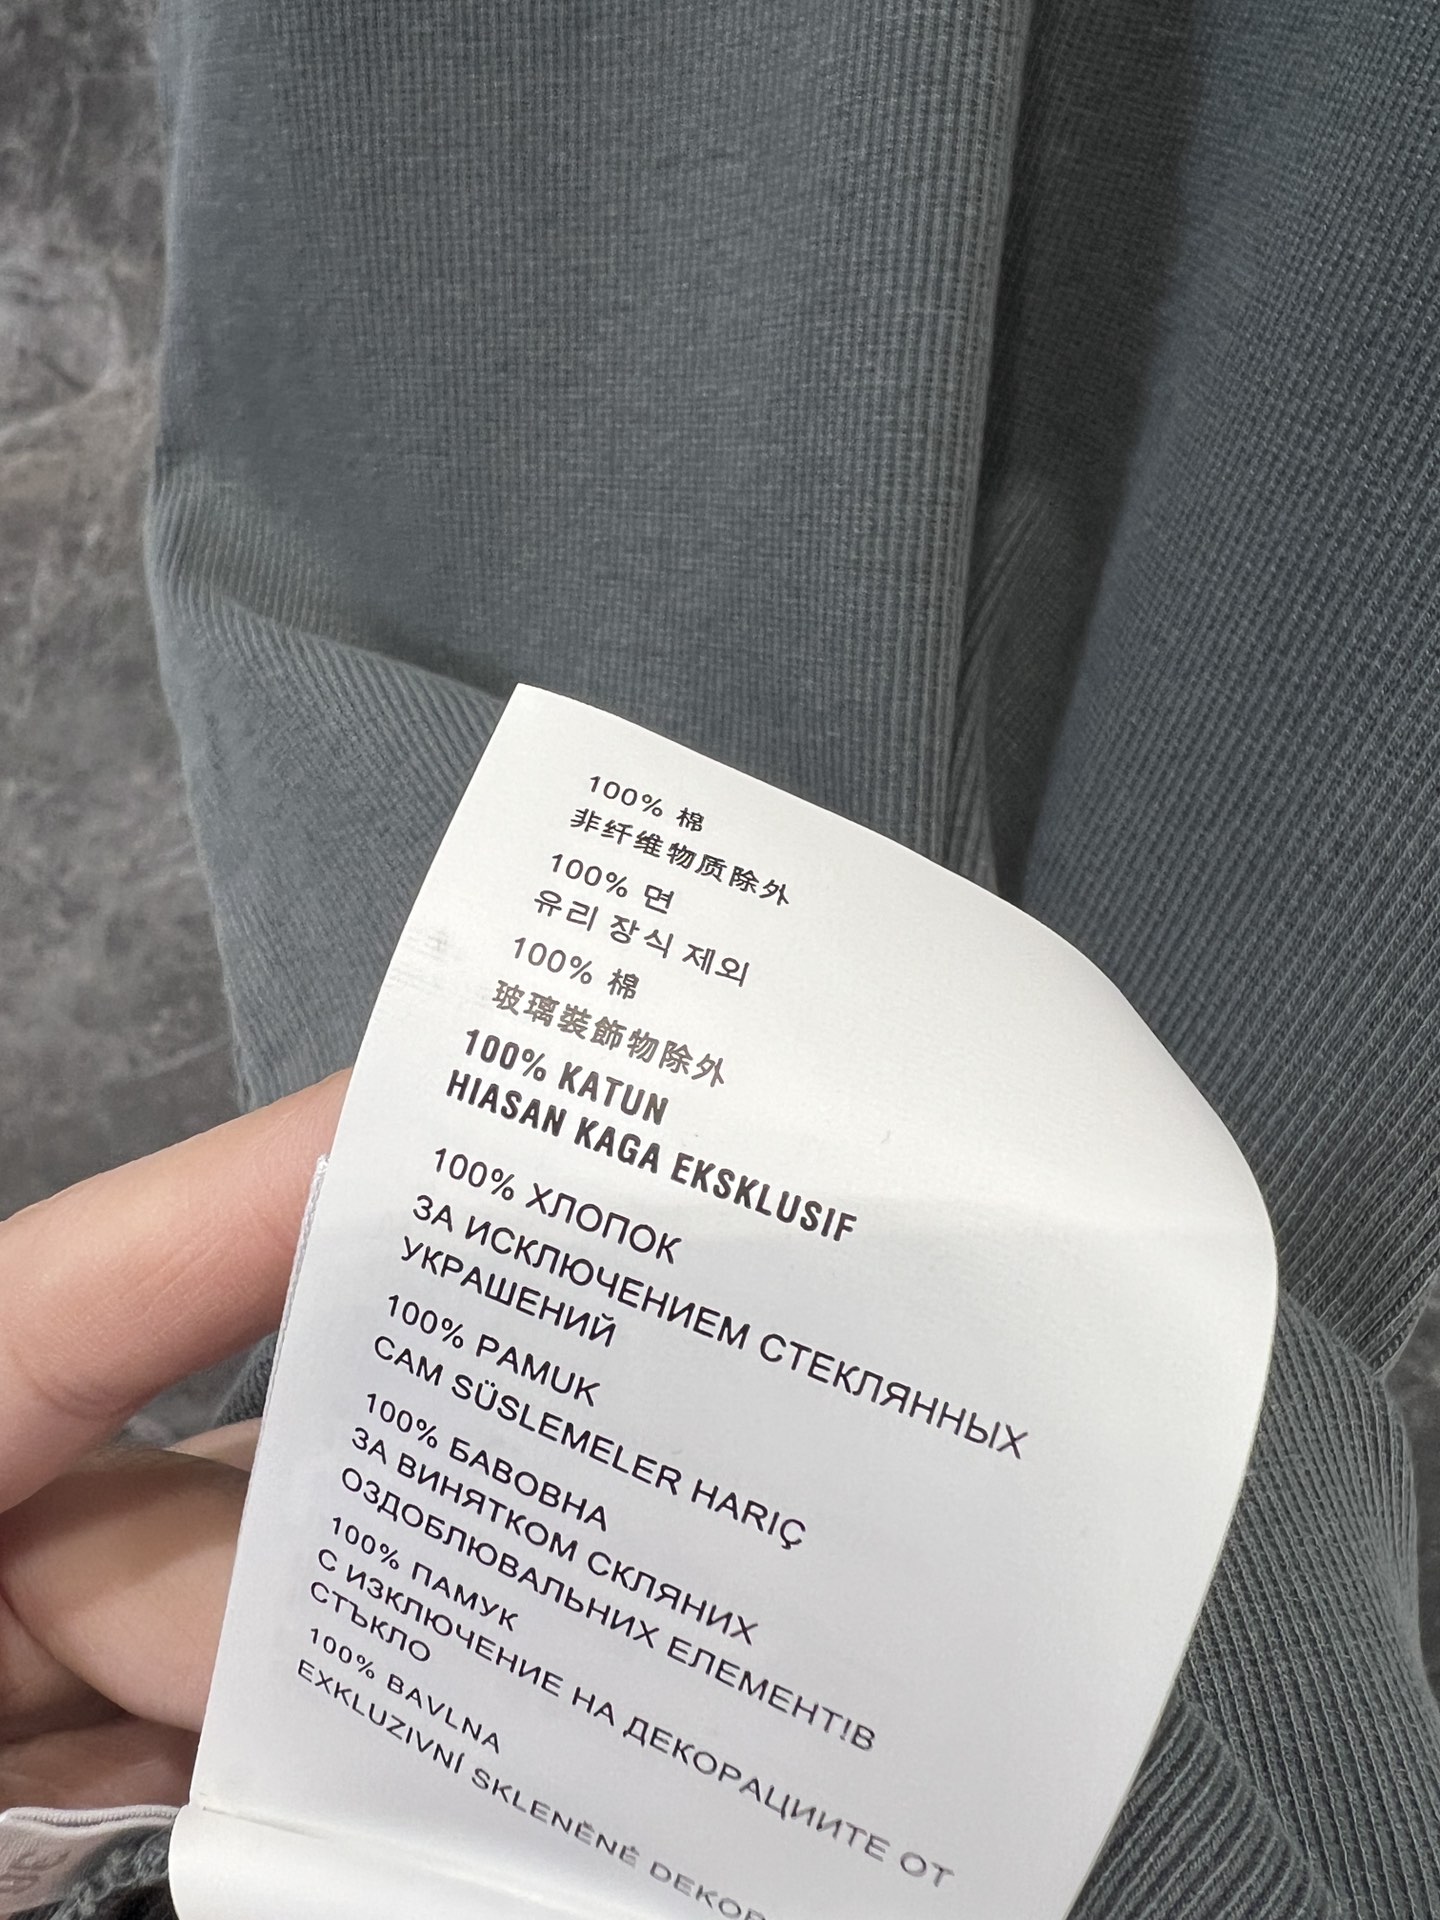 100% 棉
非纤维物质除外
100% 면
유리 장식 제외
100% 棉
玻璃裝飾物除外
100% KATUN
HIASAN KAGA EKSKLUSIF
100% ХЛОПОК
ЗА ИСКЛЮЧЕНИЕМ СТЕКЛЯННЫХ
УКРАШЕНИЙ
100% PAMUK
CAM SÜSLEMELER HARIÇ
100% БАВОВНА
ЗА ВИНЯТКОМ СКЛЯНИХ
ОЗДОБЛЮВАЛЬНИХ ЕЛЕМЕНТ!В
100% ПАМУК
С ИЗКЛЮЧЕНИЕ НА ДЕКОРАЦИИТЕ ОТ
СТЪКЛО
100% BAVLNA
EXKLUZIVNÍ SKLENĚNÉ